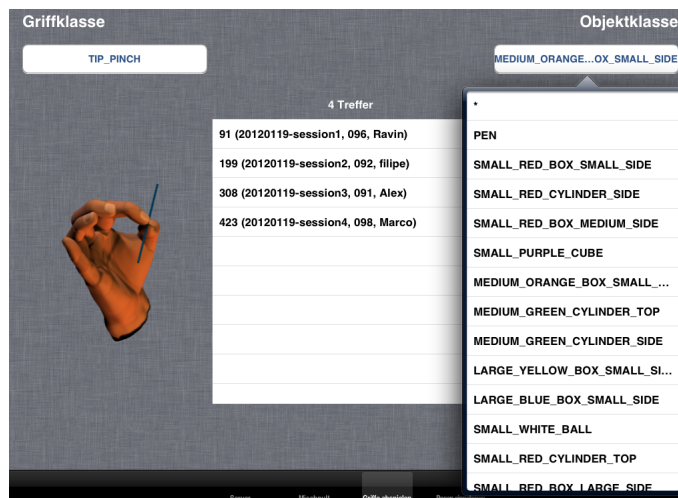 Griffklasse
Objektklasse
TIP_PINCH
MEDIUM_ORANGE...OX_SMALL_SIDE
4 Treffer
91 (20120119-session1, 096, Ravin)
199 (20120119-session2, 092, filipe)
308 (20120119-session3, 091, Alex)
423 (20120119-session4, 098, Marco)
*
PEN
SMALL_RED_BOX_SMALL_SIDE
SMALL_RED_CYLINDER_SIDE
SMALL_RED_BOX_MEDIUM_SIDE
SMALL_PURPLE_CUBE
MEDIUM_ORANGE_BOX_SMALL_...
MEDIUM_GREEN_CYLINDER_TOP
MEDIUM_GREEN_CYLINDER_SIDE
LARGE_YELLOW_BOX_SMALL_SI...
LARGE_BLUE_BOX_SMALL_SIDE
SMALL_WHITE_BALL
SMALL_RED_CYLINDER_TOP
SMALL_RED_BOX_LARGE_SIDE